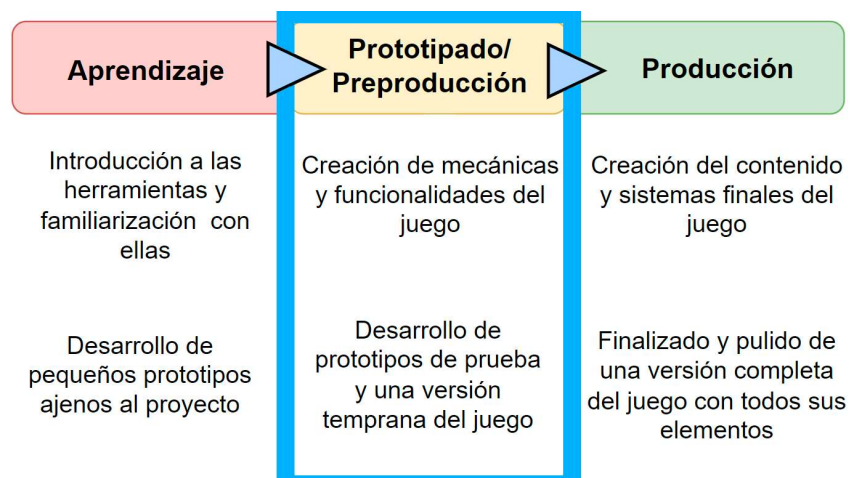 Aprendizaje
Prototipado/
Preproducción
Producción
Introducción a las
herramientas y
familiarización con
ellas
Creación de mecánicas
y funcionalidades del
juego
Creación del contenido
y sistemas finales del
juego
Desarrollo de
pequeños prototipos
ajenos al proyecto
Desarrollo de
prototipos de prueba
y una versión
temprana del juego
Finalizado y pulido de
una versión completa
del juego con todos sus
elementos